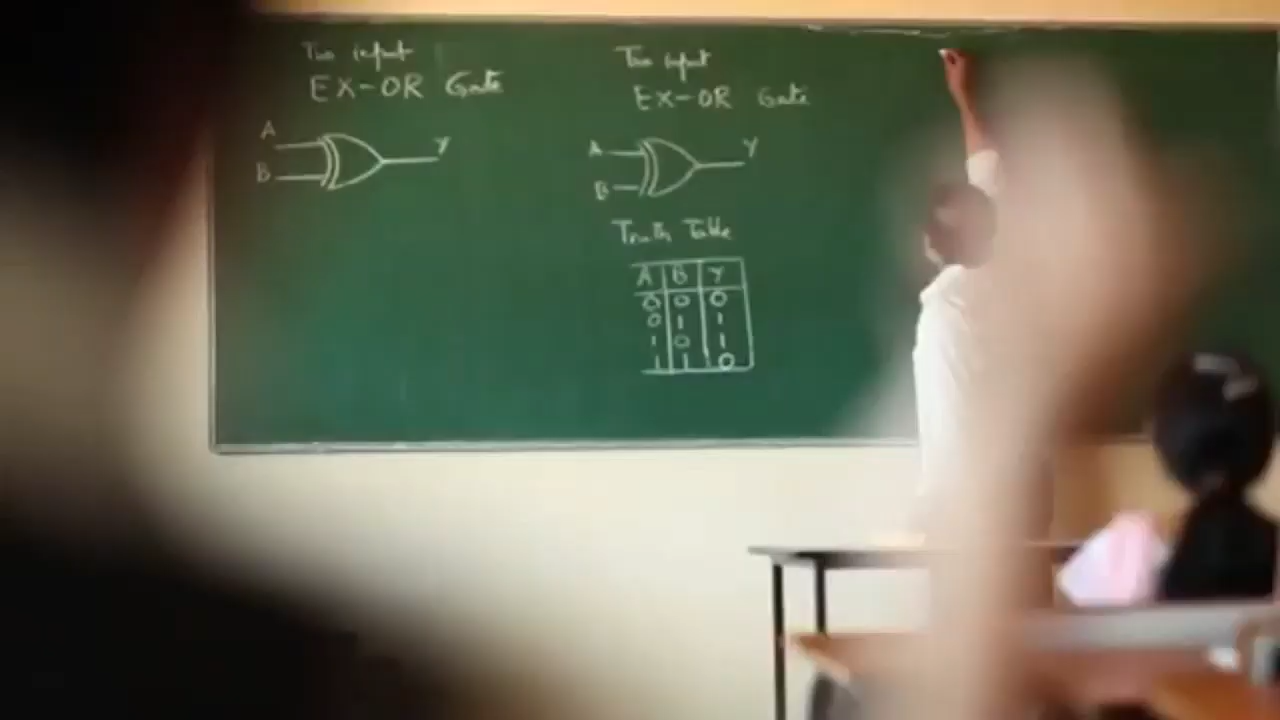 Two input
EX-OR Gate
A
B
Y
Two input
EX-OR Gate
A
B
Y
Truth Table
A B Y
0 0 0
0 1 1
1 0 1
1 1 0